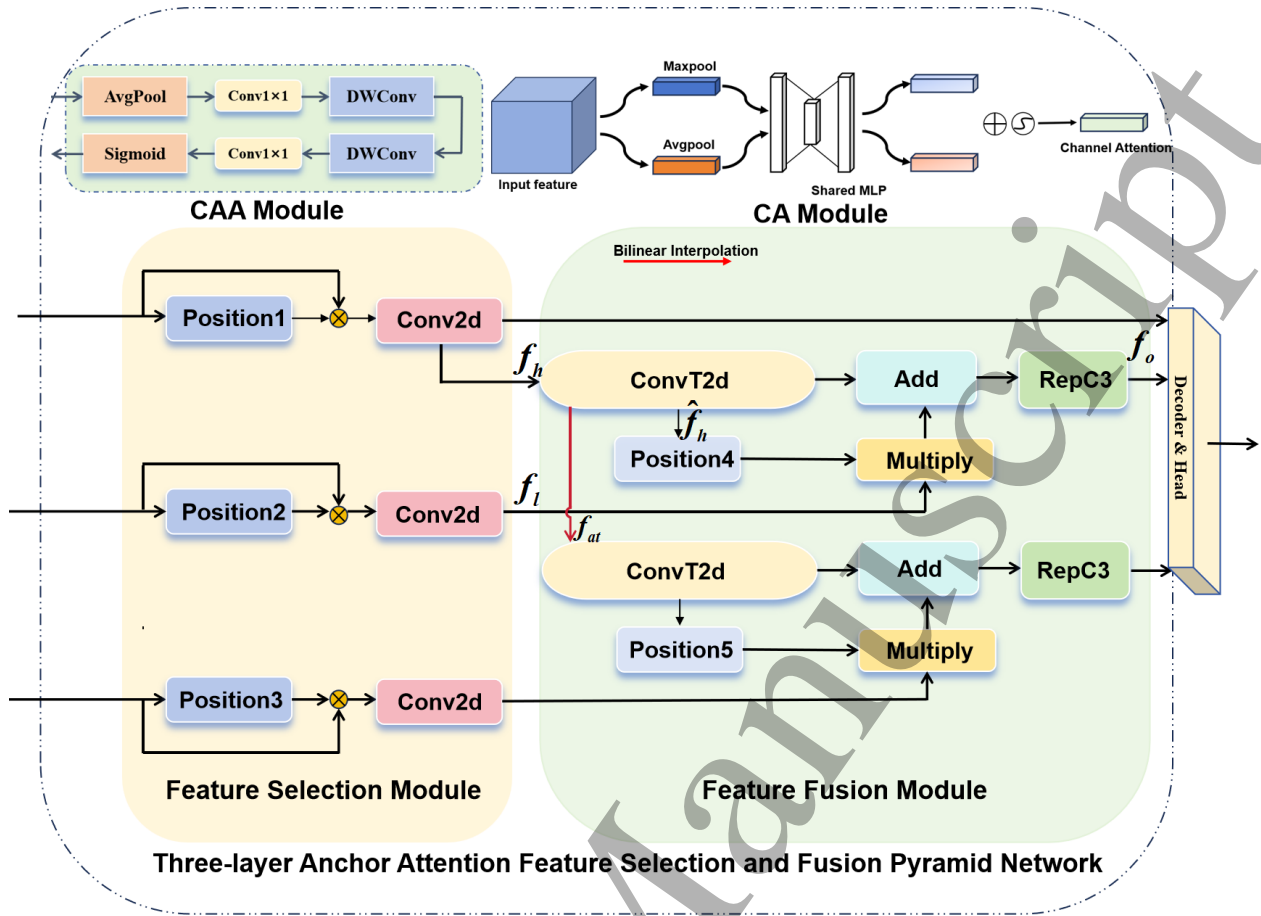 AvgPool
Conv1×1
DWConv
Sigmoid
Conv1×1
DWConv
CAA Module
Input feature
Maxpool
Avgpool
Shared MLP
Channel Attention
CA Module
Bilinear Interpolation
Position1
Conv2d
f_h
ConvT2d
Add
RepC3
f_o
f̂_h
Position4
Multiply
Position2
Conv2d
f_l
f_at
ConvT2d
Add
RepC3
Position5
Multiply
Position3
Conv2d
Decoder & Head
Feature Selection Module
Feature Fusion Module
Three-layer Anchor Attention Feature Selection and Fusion Pyramid Network
Manuscript